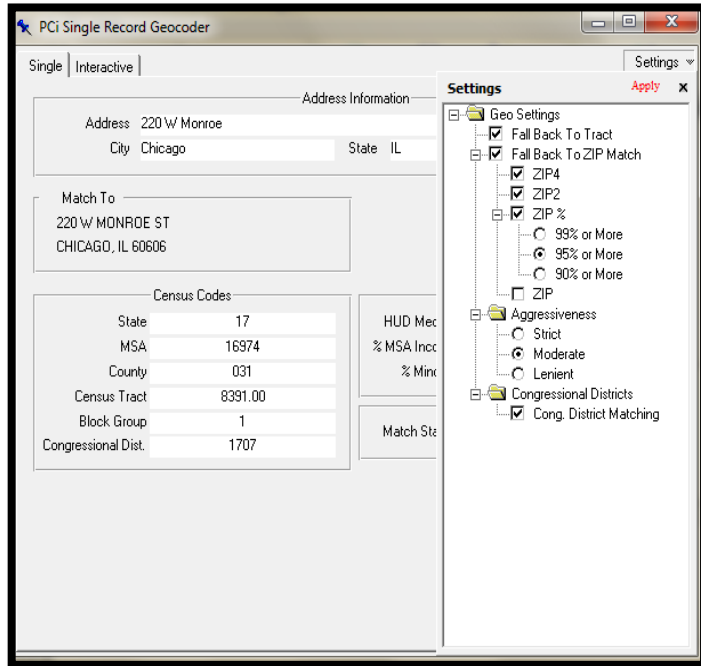 PCi Single Record Geocoder
Single Interactive Settings
Address Information
Address 220 W Monroe
City Chicago State IL
Match To
220 W MONROE ST
CHICAGO, IL 60606
Census Codes
State 17
MSA 16974
County 031
Census Tract 8391.00
Block Group 1
Congressional Dist. 1707
HUD Med
% MSA Inco
% Mino
Match Sta
Settings Apply x
Geo Settings
Fall Back To Tract
Fall Back To ZIP Match
ZIP4
ZIP2
ZIP %
99% or More
95% or More
90% or More
ZIP
Aggressiveness
Strict
Moderate
Lenient
Congressional Districts
Cong. District Matching